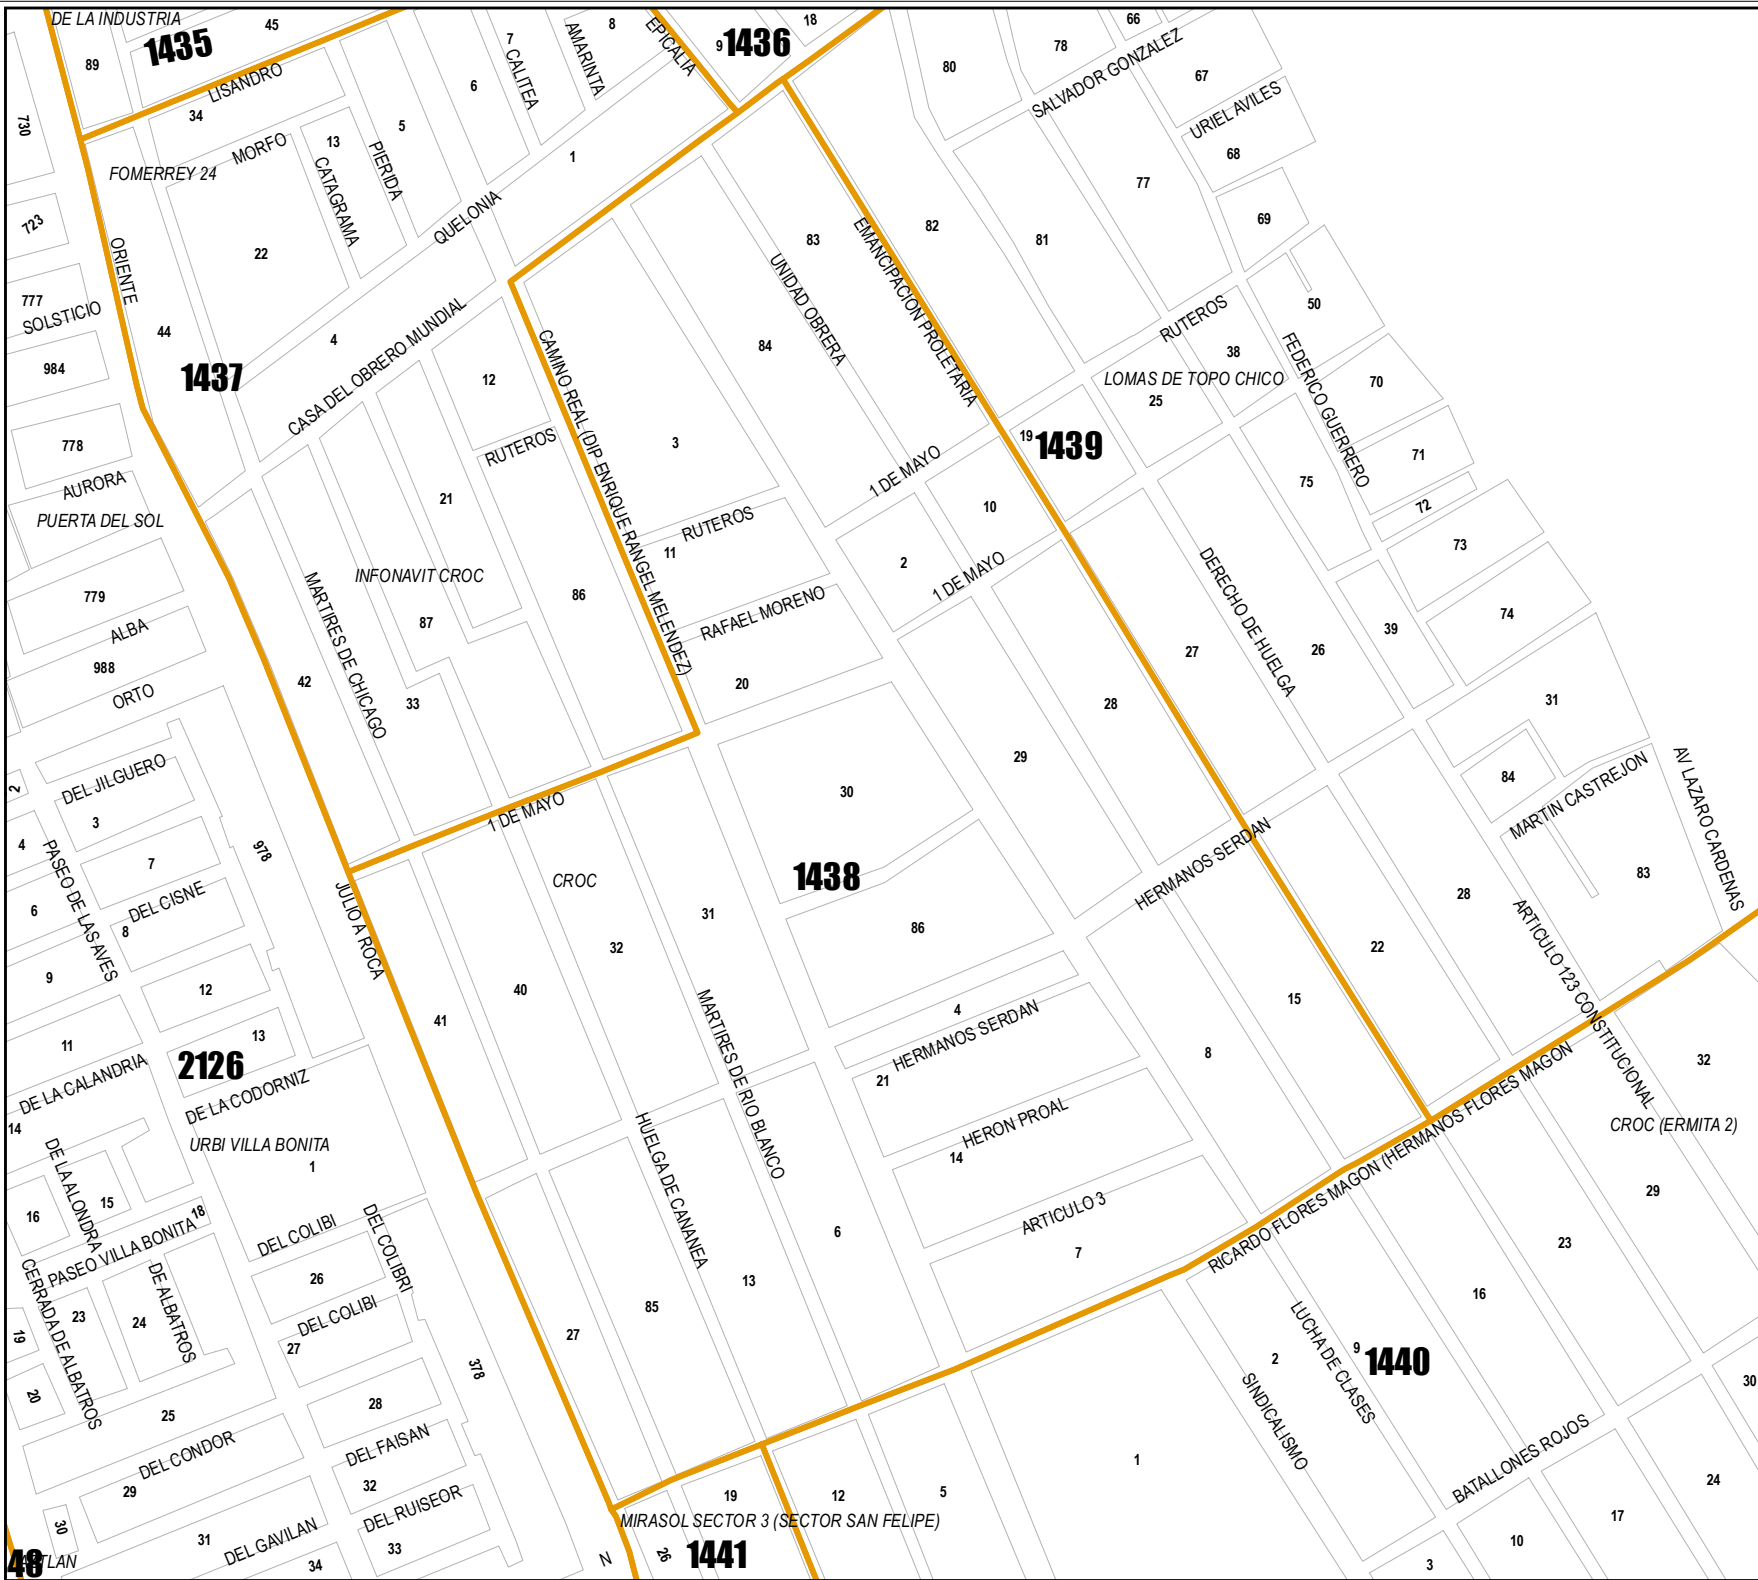 DE LA INDUSTRIA
45
8
18
66
1435
7
EPICALIA
9
1436
78
89
AMARINTA
CALITEA
80
SALVADOR GONZALEZ
67
LISANDRO
6
URIEL AVILES
34
730
5
13
MORFO
PIERIDA
1
68
FOMERREY 24
CATAGRAMA
77
723
QUELONIA
69
22
ORIENTE
83
82
81
EMANCIPACION PROLETARIA
UNIDAD OBRERA
777
SOLSTICIO
50
44
4
CASA DEL OBRERO MUNDIAL
84
RUTEROS
38
984
1437
12
CAMINO REAL (DIP ENRIQUE RANGEL MELENDEZ)
LOMAS DE TOPO CHICO
25
FEDERICO GUERRERO
70
778
RUTEROS
3
19
1439
71
1 DE MAYO
AURORA
21
75
PUERTA DEL SOL
10
72
RUTEROS
11
73
INFONAVIT CROC
2
1 DE MAYO
DERECHO DE HUELGA
779
86
MARTIRES DE CHICAGO
ALBA
87
RAFAEL MORENO
74
39
988
27
26
ORTO
42
33
20
28
31
29
DEL JILGUERO
2
84
30
AV LAZARO CARDENAS
MARTIN CASTREJON
3
1 DE MAYO
4
PASEO DE LAS AVES
7
978
HERMANOS SERDAN
1438
CROC
83
28
6
DEL CISNE
8
JULIO A ROCA
31
86
32
22
ARTICULO 123 CONSTITUCIONAL
9
12
40
15
41
4
MARTIRES DE RIO BLANCO
HERMANOS SERDAN
13
11
2126
8
32
DE LA CALANDRIA
21
DE LA CODORNIZ
RICARDO FLORES MAGON (HERMANOS FLORES MAGON
14
HERON PROAL
CROC (ERMITA 2)
URBI VILLA BONITA
HUELGA DE CANANEA
14
1
DE LA ALONDRA
29
15
16
18
ARTICULO 3
DEL COLIBI
DEL COLIBRI
6
PASEO VILLA BONITA
7
23
CERRADA DE ALBATROS
DE ALBATROS
26
13
16
DEL COLIBI
85
23
24
27
27
19
LUCHA DE CLASES
9
1440
2
378
20
SINDICALISMO
30
28
25
DEL CONDOR
DEL FAISAN
BATALLONES ROJOS
1
24
32
29
19
12
5
DEL RUISEOR
MIRASOL SECTOR 3 (SECTOR SAN FELIPE)
17
30
31
DEL GAVILAN
33
10
34
N
26
1441
3
48